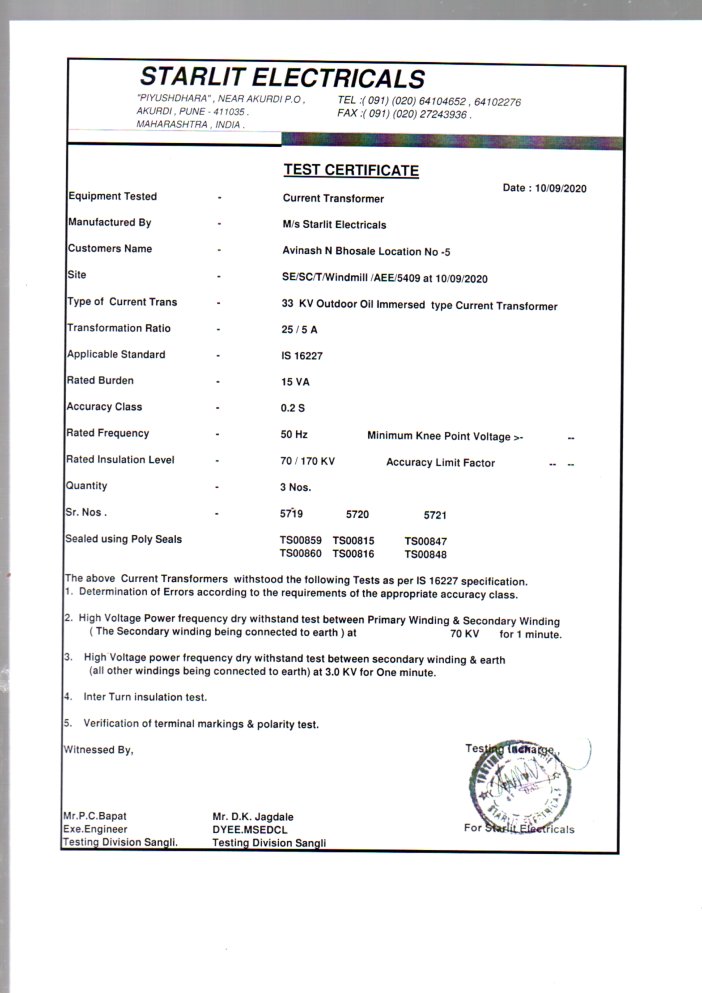 STARLIT ELECTRICALS
"PIYUSHDHARA" , NEAR AKURDI P.O , TEL :( 091) (020) 64104652 , 64102276
AKURDI , PUNE - 411035 . FAX :( 091) (020) 27243936 .
MAHARASHTRA , INDIA .
TEST CERTIFICATE
Date : 10/09/2020
Equipment Tested - Current Transformer
Manufactured By - M/s Starlit Electricals
Customers Name - Avinash N Bhosale Location No -5
Site - SE/SC/T/Windmill /AEE/5409 at 10/09/2020
Type of Current Trans - 33 KV Outdoor Oil Immersed type Current Transformer
Transformation Ratio - 25 / 5 A
Applicable Standard - IS 16227
Rated Burden - 15 VA
Accuracy Class - 0.2 S
Rated Frequency - 50 Hz Minimum Knee Point Voltage >- --
Rated Insulation Level - 70 / 170 KV Accuracy Limit Factor -- --
Quantity - 3 Nos.
Sr. Nos . - 5719 5720 5721
Sealed using Poly Seals TS00859 TS00815 TS00847
TS00860 TS00816 TS00848
The above Current Transformers withstood the following Tests as per IS 16227 specification.
1. Determination of Errors according to the requirements of the appropriate accuracy class.
2. High Voltage Power frequency dry withstand test between Primary Winding & Secondary Winding
( The Secondary winding being connected to earth ) at 70 KV for 1 minute.
3. High Voltage power frequency dry withstand test between secondary winding & earth
(all other windings being connected to earth) at 3.0 KV for One minute.
4. Inter Turn insulation test.
5. Verification of terminal markings & polarity test.
Witnessed By, Testing Incharge,
TESTING
STARLIT ELECTRICALS
Mr.P.C.Bapat Mr. D.K. Jagdale
Exe.Engineer DYEE.MSEDCL For Starlit Electricals
Testing Division Sangli. Testing Division Sangli